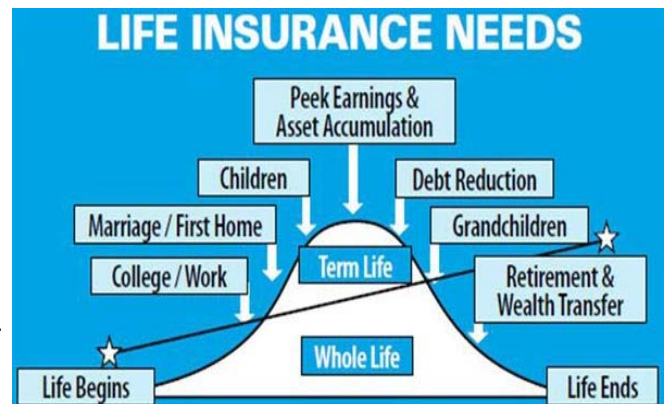 LIFE INSURANCE NEEDS
Peek Earnings &
Asset Accumulation
Children
Debt Reduction
Marriage / First Home
Grandchildren
College / Work
Term Life
Retirement &
Wealth Transfer
Whole Life
Life Begins
Life Ends